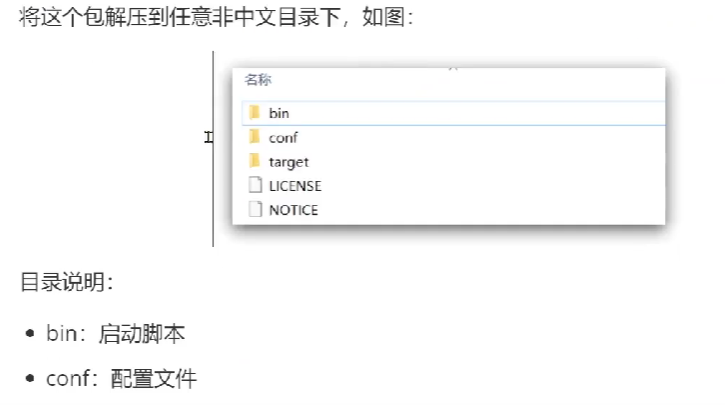 将这个包解压到任意非中文目录下，如图：
名称
bin
conf
target
LICENSE
NOTICE
目录说明：
• bin：启动脚本
• conf：配置文件